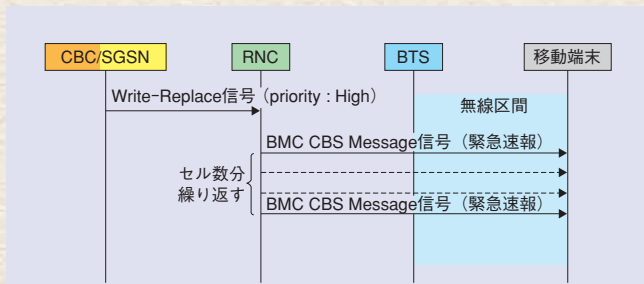 CBC/SGSN
RNC
BTS
移動端末
Write-Replace信号（priority : High）
無線区間
BMC CBS Message信号（緊急速報）
セル数分
繰り返す
BMC CBS Message信号（緊急速報）